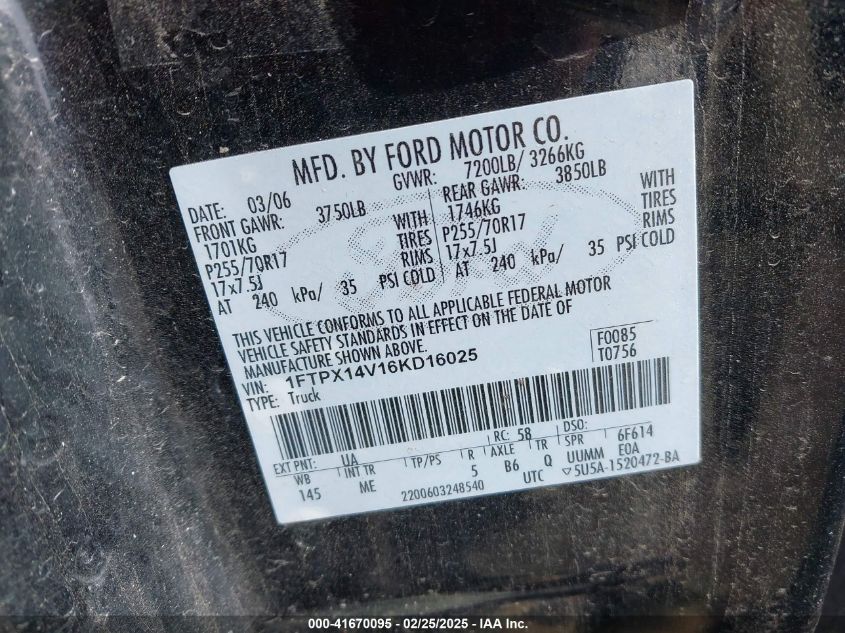 MFD. BY FORD MOTOR CO.
DATE: 03/06 GVWR: 7200LB/ 3266KG
FRONT GAWR: 3750LB REAR GAWR: 3850LB
1701KG WITH 1746KG WITH
P255/70R17 TIRES P255/70R17 TIRES
17x7.5J RIMS 17x7.5J RIMS
AT 240 kPa/ 35 PSI COLD AT 240 kPa/ 35 PSI COLD
THIS VEHICLE CONFORMS TO ALL APPLICABLE FEDERAL MOTOR
VEHICLE SAFETY STANDARDS IN EFFECT ON THE DATE OF
MANUFACTURE SHOWN ABOVE.
VIN: 1FTPX14V16KD16025 F0085
TYPE: Truck T0756
EXT PNT: UA RC: 58 DSO:
WB INT TR TP/PS R AXLE TR SPR 6F614
145 ME 5 B6 Q UUMM E0A
2200603248540 UTC ▽5U5A-1520472-BA
000-41670095 - 02/25/2025 - IAA Inc.